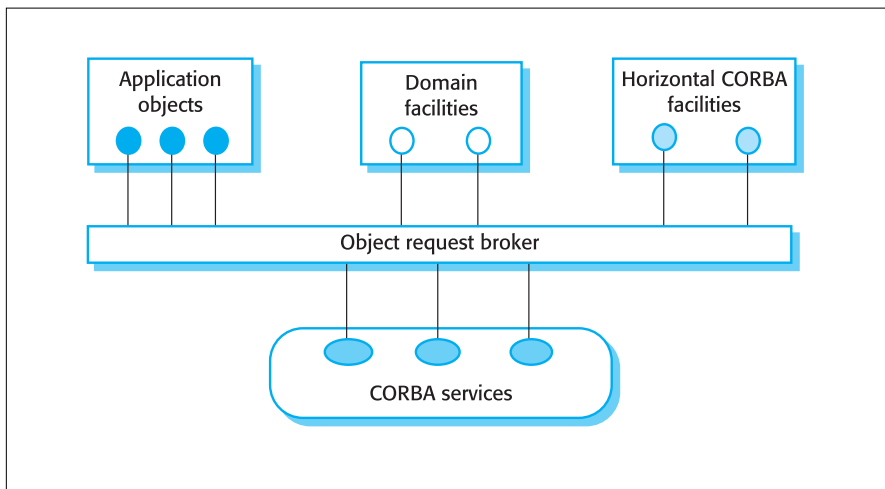 Application
objects
Domain
facilities
Horizontal CORBA
facilities
Object request broker
CORBA services